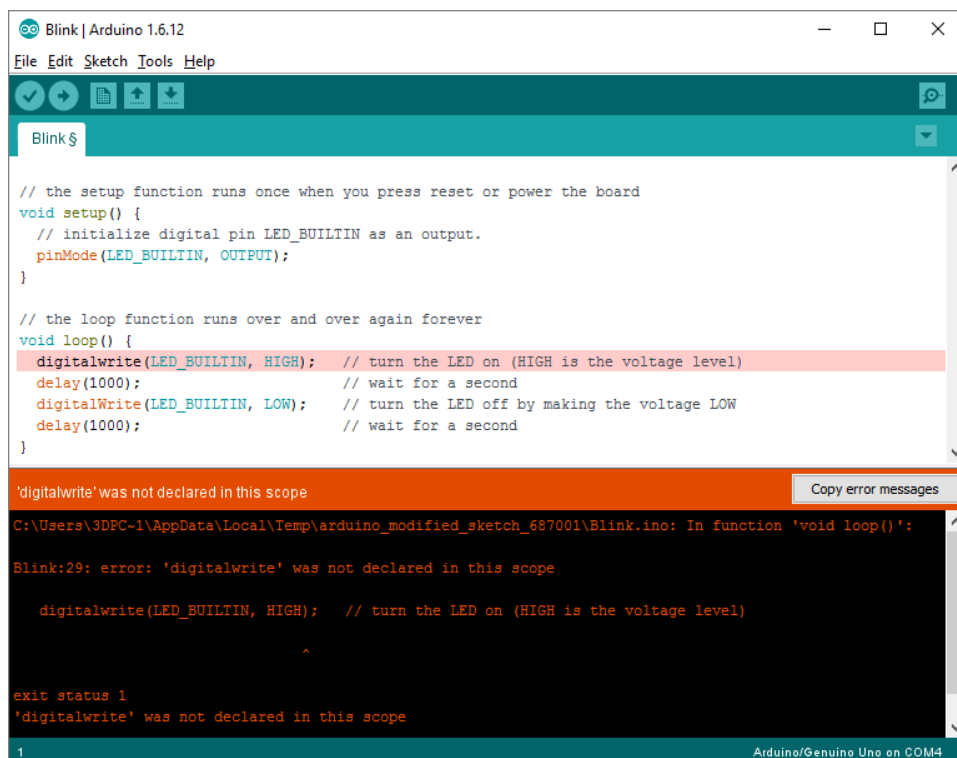 Blink | Arduino 1.6.12
File Edit Sketch Tools Help
Blink §
// the setup function runs once when you press reset or power the board
void setup() {
  // initialize digital pin LED_BUILTIN as an output.
  pinMode(LED_BUILTIN, OUTPUT);
}
// the loop function runs over and over again forever
void loop() {
  digitalwrite(LED_BUILTIN, HIGH);   // turn the LED on (HIGH is the voltage level)
  delay(1000);                       // wait for a second
  digitalWrite(LED_BUILTIN, LOW);    // turn the LED off by making the voltage LOW
  delay(1000);                       // wait for a second
}
'digitalwrite' was not declared in this scope
Copy error messages
C:\Users\3DPC~1\AppData\Local\Temp\arduino_modified_sketch_687001\Blink.ino: In function 'void loop()':
Blink:29: error: 'digitalwrite' was not declared in this scope
   digitalwrite(LED_BUILTIN, HIGH);   // turn the LED on (HIGH is the voltage level)
                                  ^
exit status 1
'digitalwrite' was not declared in this scope
1
Arduino/Genuino Uno on COM4